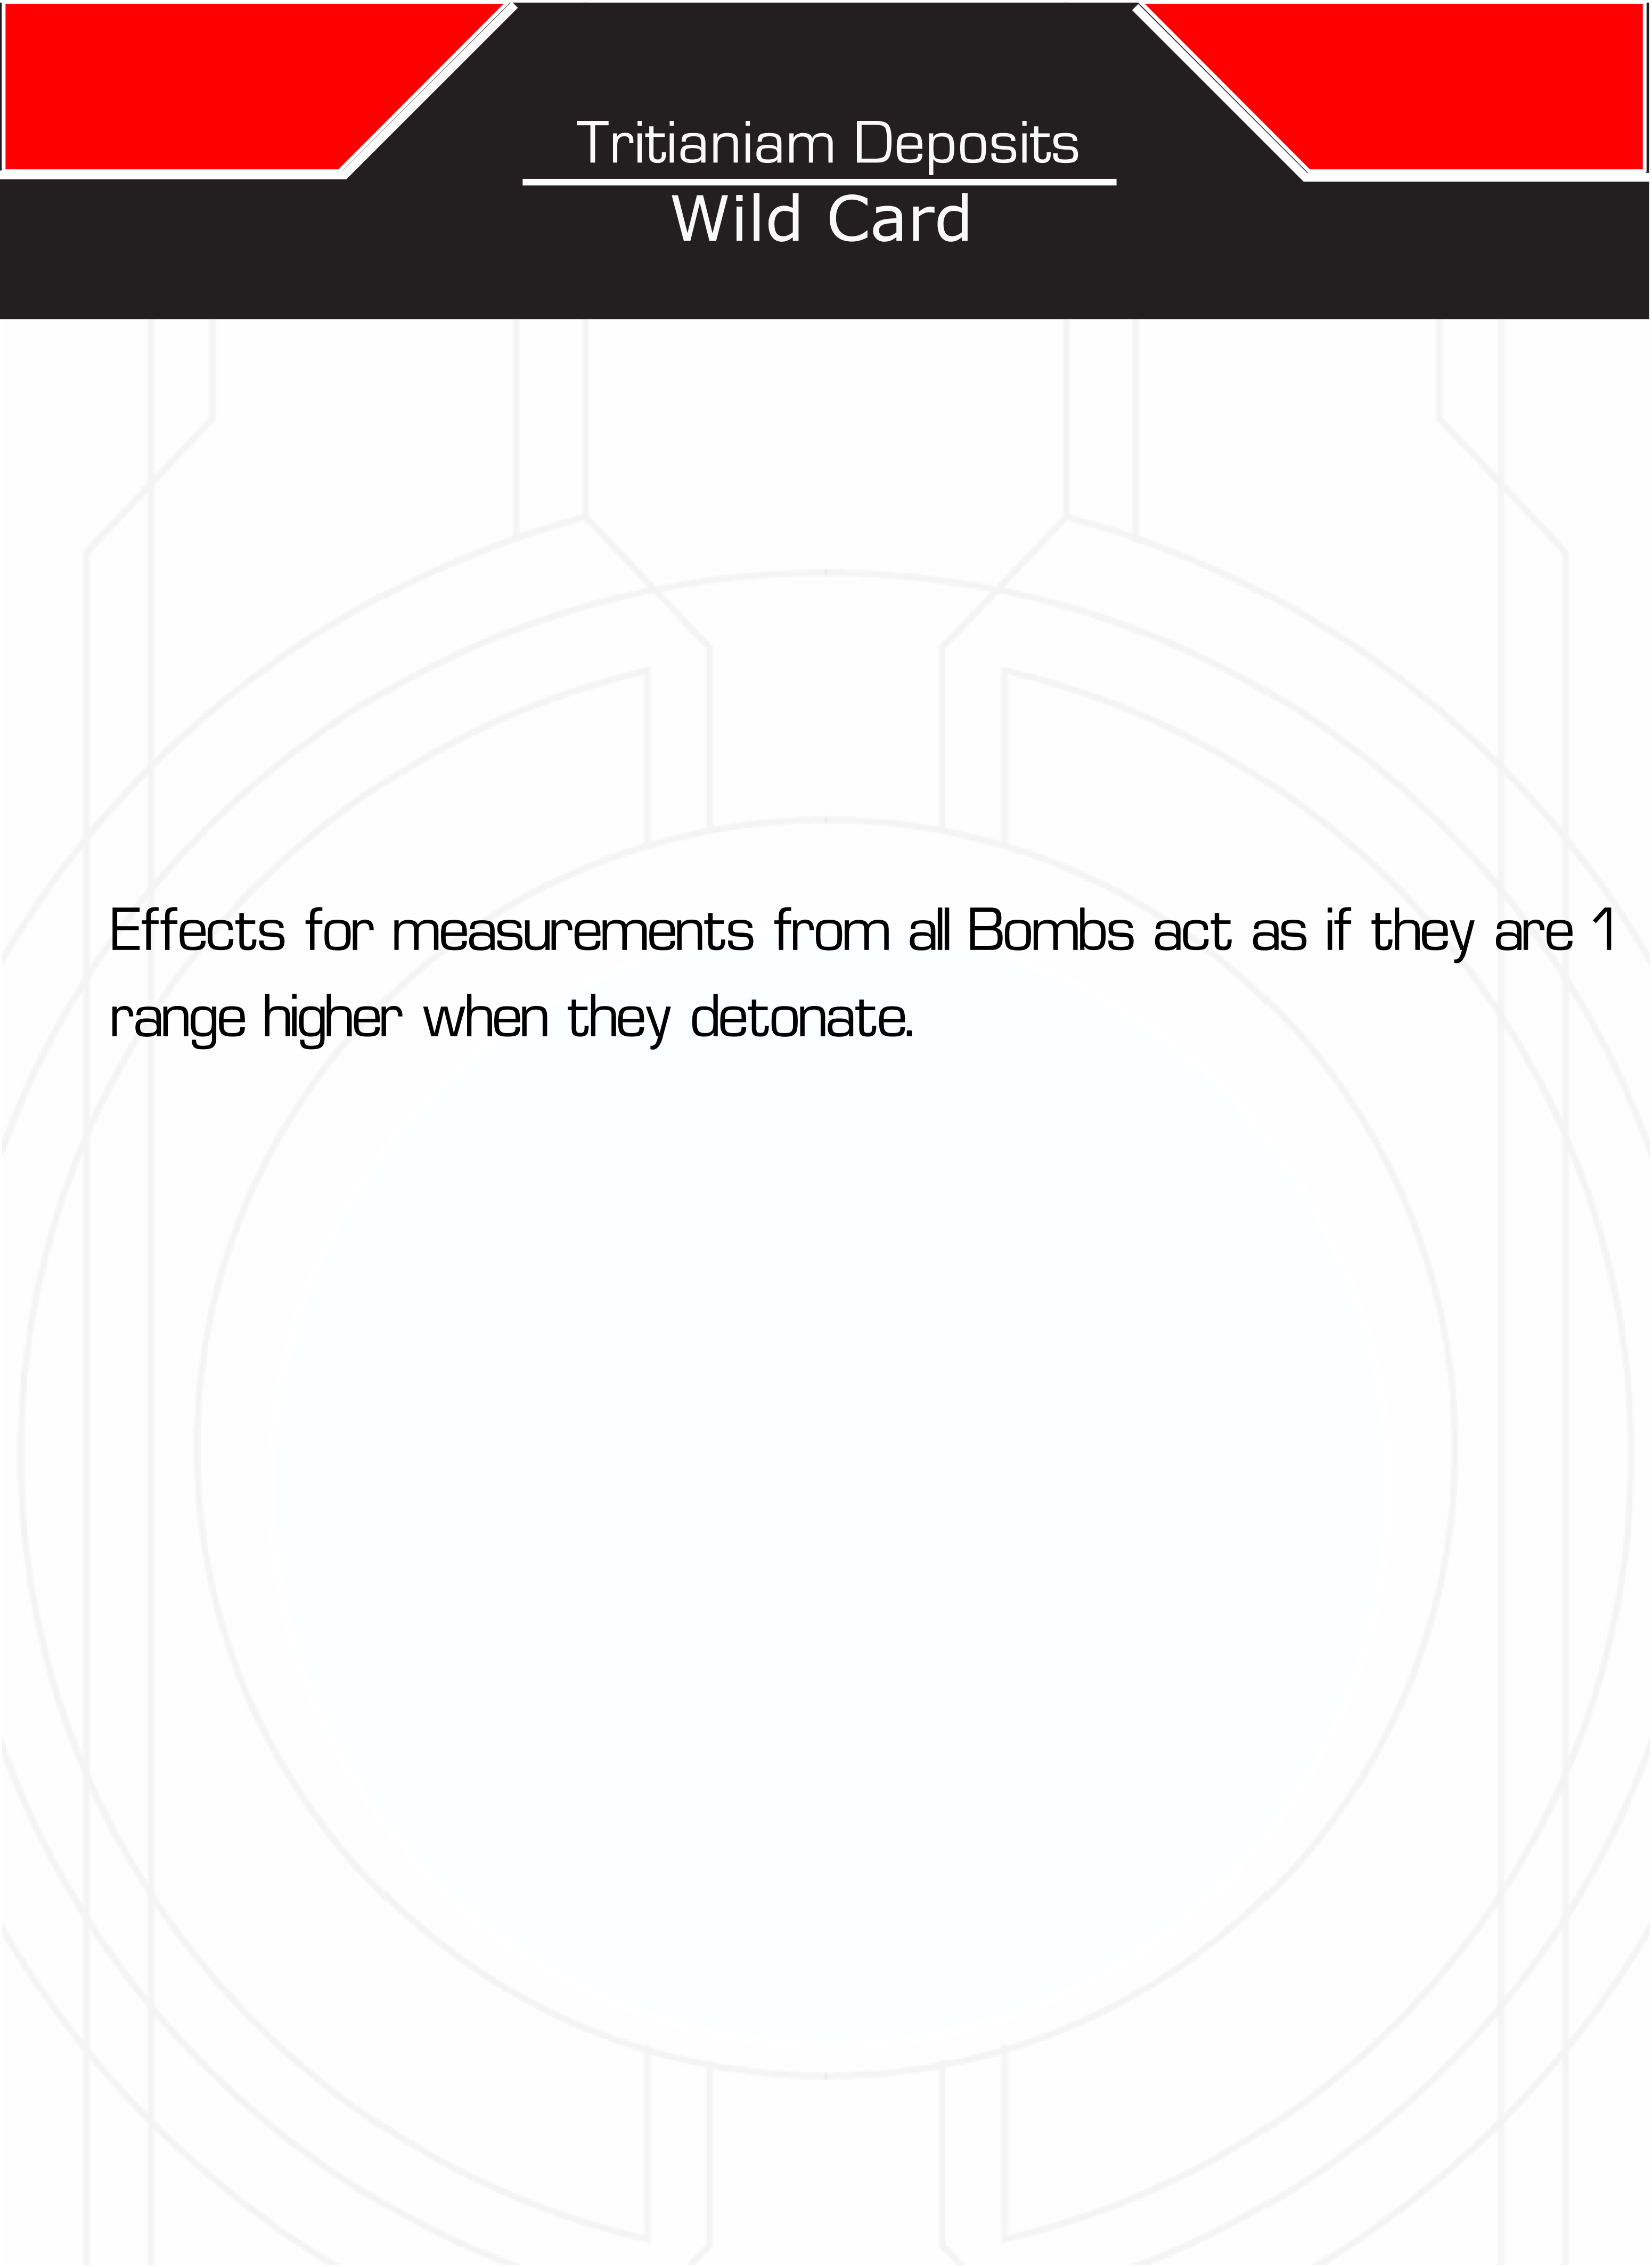 Tritianiam Deposits
Wild Card
Effects for measurements from all Bombs act as if they are 1
range higher when they detonate.